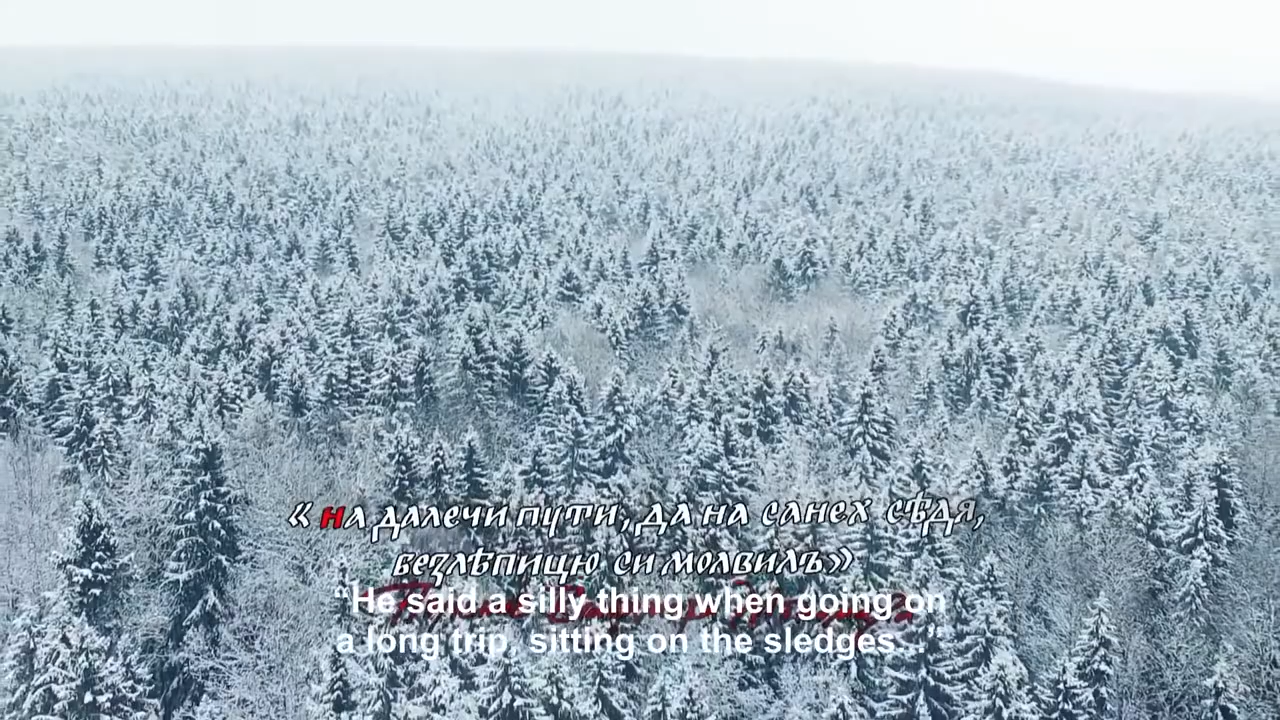 « на далечи пути, да на санех сѣдя,
безлѣпицю си молвилъ»
“He said a silly thing when going on
a long trip, sitting on the sledges…”